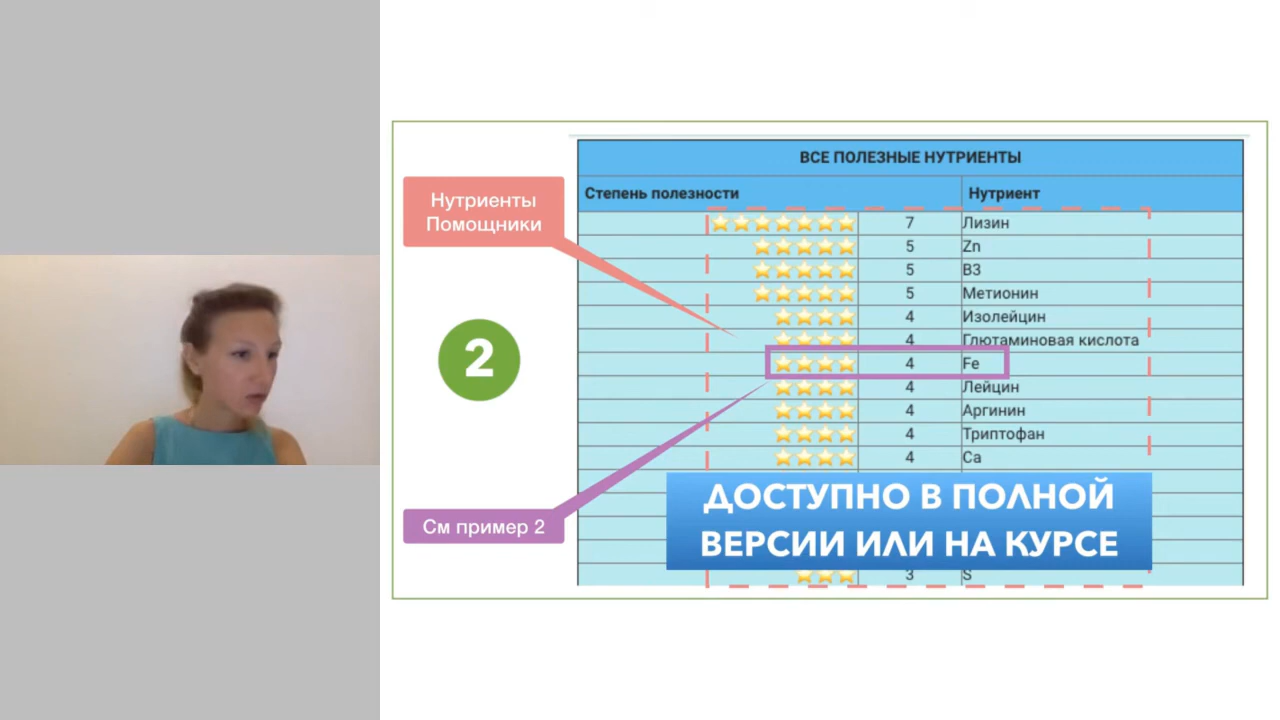 ВСЕ ПОЛЕЗНЫЕ НУТРИЕНТЫ
Степень полезности Нутриент
7 Лизин
5 Zn
5 B3
5 Метионин
4 Изолейцин
4 Глютаминовая кислота
4 Fe
4 Лейцин
4 Аргинин
4 Триптофан
4 Ca
3 S
Нутриенты
Помощники
2
См пример 2
ДОСТУПНО В ПОЛНОЙ
ВЕРСИИ ИЛИ НА КУРСЕ